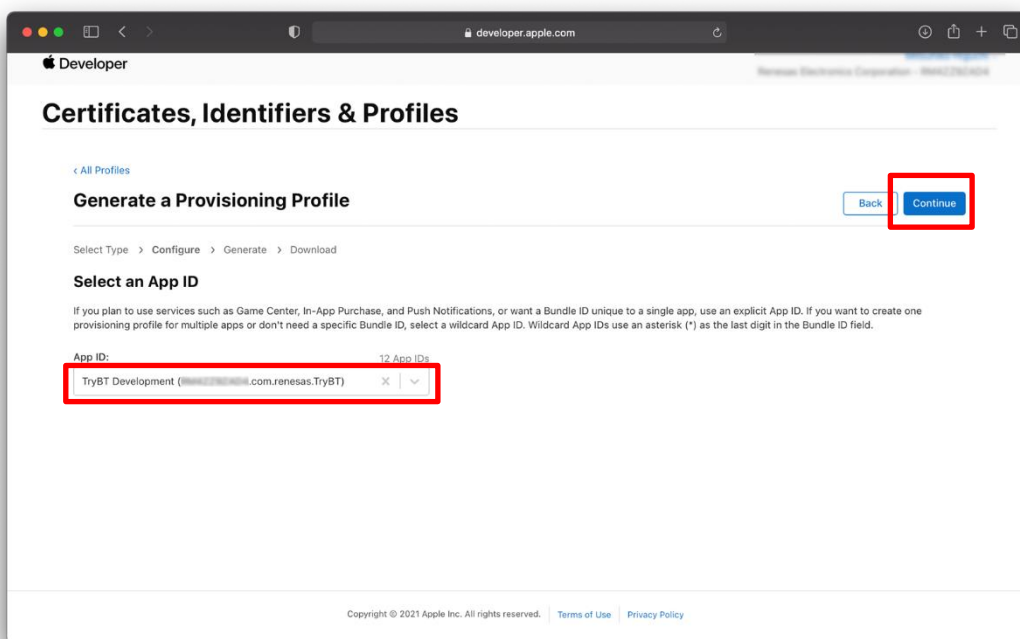 developer.apple.com
Developer
Certificates, Identifiers & Profiles
‹ All Profiles
Generate a Provisioning Profile
Back
Continue
Select Type > Configure > Generate > Download
Select an App ID
If you plan to use services such as Game Center, In-App Purchase, and Push Notifications, or want a Bundle ID unique to a single app, use an explicit App ID. If you want to create one
provisioning profile for multiple apps or don't need a specific Bundle ID, select a wildcard App ID. Wildcard App IDs use an asterisk (*) as the last digit in the Bundle ID field.
App ID:
12 App IDs
TryBT Development ( .com.renesas.TryBT)
Copyright © 2021 Apple Inc. All rights reserved.
Terms of Use
Privacy Policy